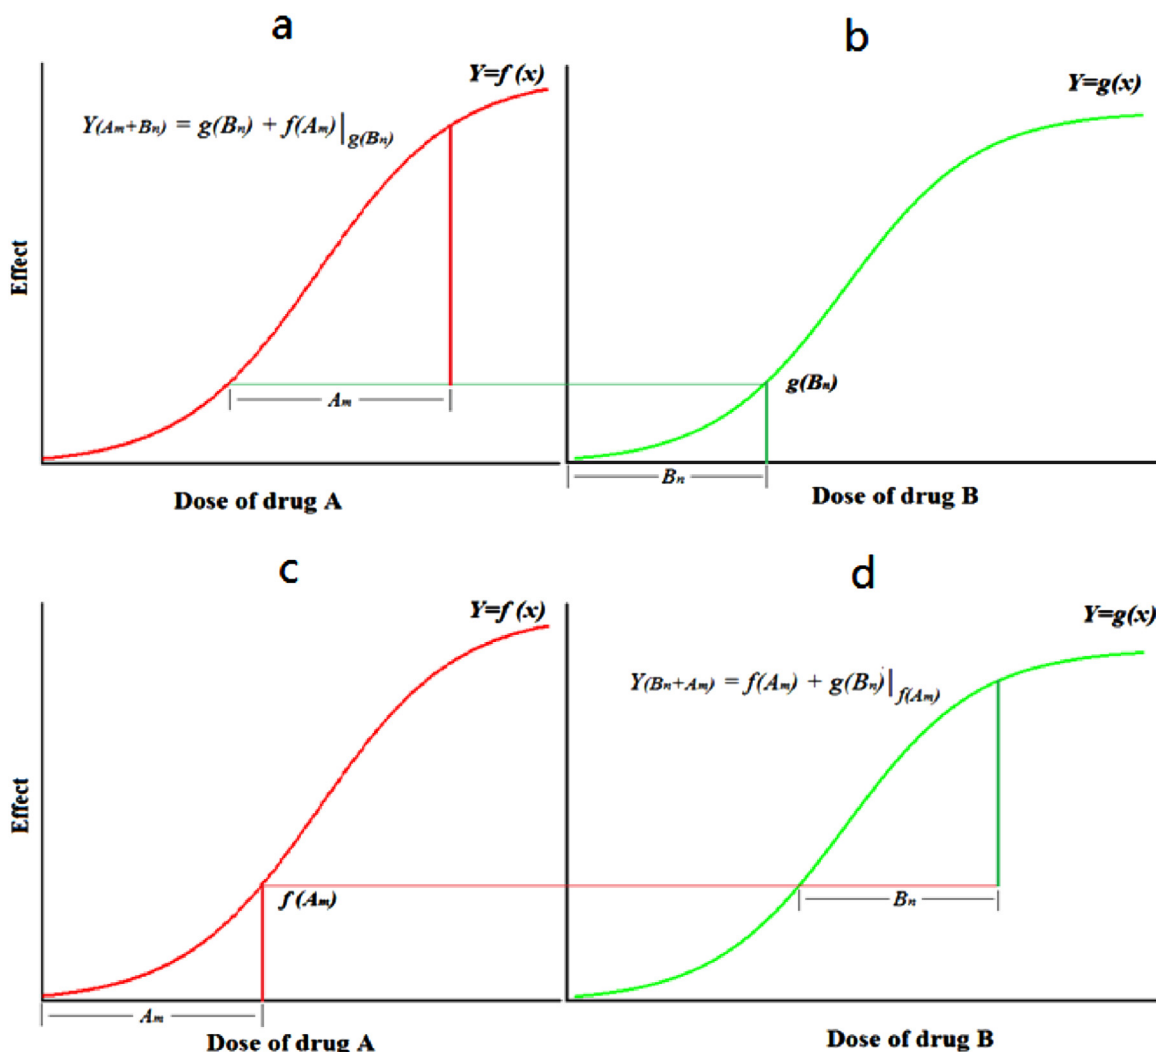 a
b
Y=f (x)
Y=g(x)
Y(Am+Bn) = g(Bn) + f(Am)|g(Bn)
Effect
Am
g(Bn)
Bn
Dose of drug A
Dose of drug B
c
d
Y=f (x)
Y=g(x)
Y(Bn+Am) = f(Am) + g(Bn)|f(Am)
Effect
f (Am)
Bn
Am
Dose of drug A
Dose of drug B